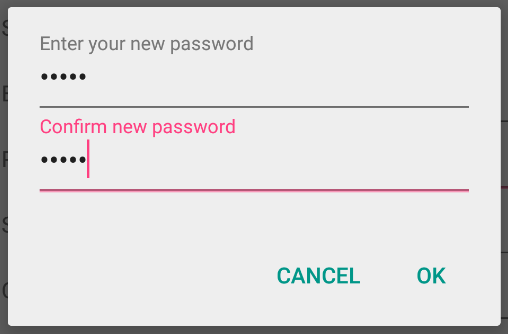 Enter your new password
•••••
Confirm new password
•••••
CANCEL OK